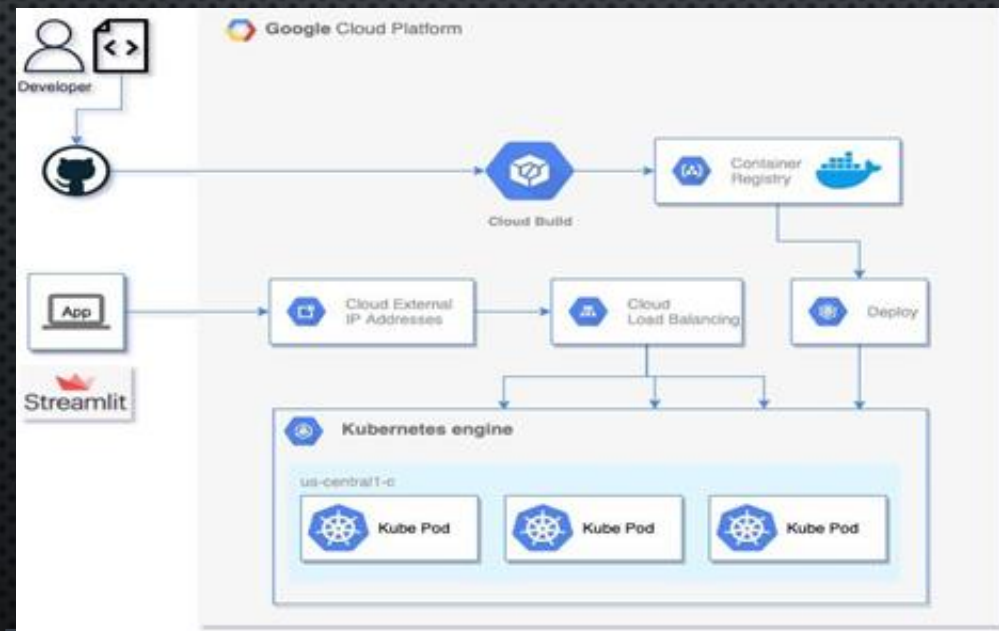 Google Cloud Platform
Developer
Container
Registry
Cloud Build
App
Cloud External
IP Addresses
Cloud
Load Balancing
Deploy
Streamlit
Kubernetes engine
us-central1-c
Kube Pod
Kube Pod
Kube Pod